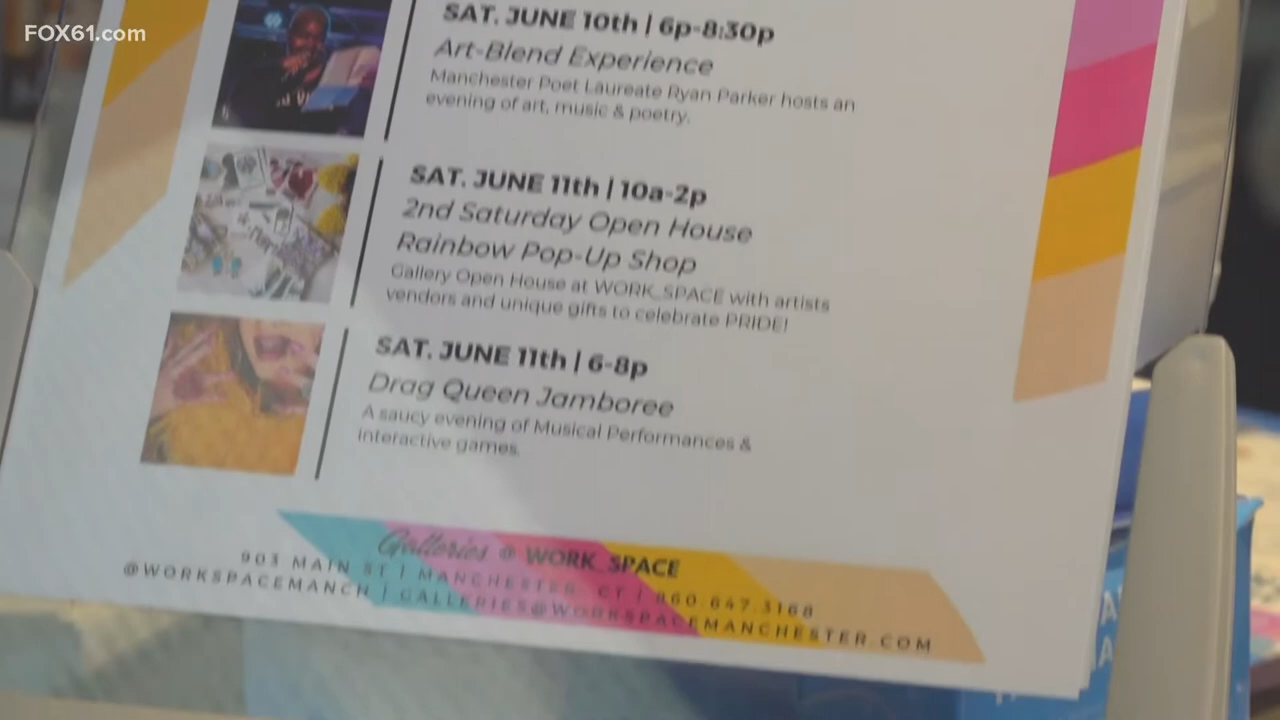 FOX61.com
SAT. JUNE 10th | 6p-8:30p
Art-Blend Experience
Manchester Poet Laureate Ryan Parker hosts an
evening of art, music & poetry.
SAT. JUNE 11th | 10a-2p
2nd Saturday Open House
Rainbow Pop-Up Shop
Gallery Open House at WORK_SPACE with artists
vendors and unique gifts to celebrate PRIDE!
SAT. JUNE 11th | 6-8p
Drag Queen Jamboree
A saucy evening of Musical Performances &
interactive games.
Galleries @ WORK_SPACE
903 MAIN ST | MANCHESTER, CT | 860.647.3168
@WORKSPACEMANCH | GALLERIES@WORKSPACEMANCHESTER.COM